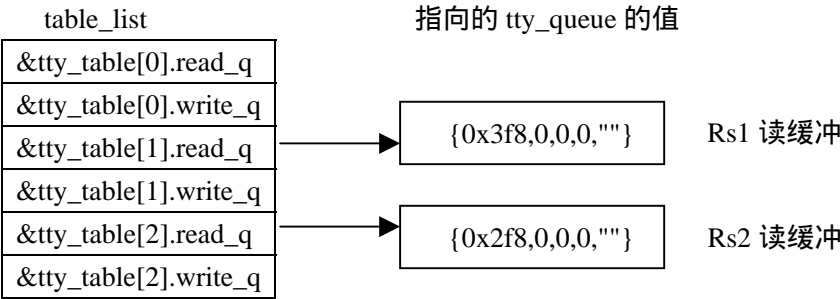 table_list 指向的 tty_queue 的值
&tty_table[0].read_q
&tty_table[0].write_q
&tty_table[1].read_q {0x3f8,0,0,0,""} Rs1 读缓冲
&tty_table[1].write_q
&tty_table[2].read_q {0x2f8,0,0,0,""} Rs2 读缓冲
&tty_table[2].write_q